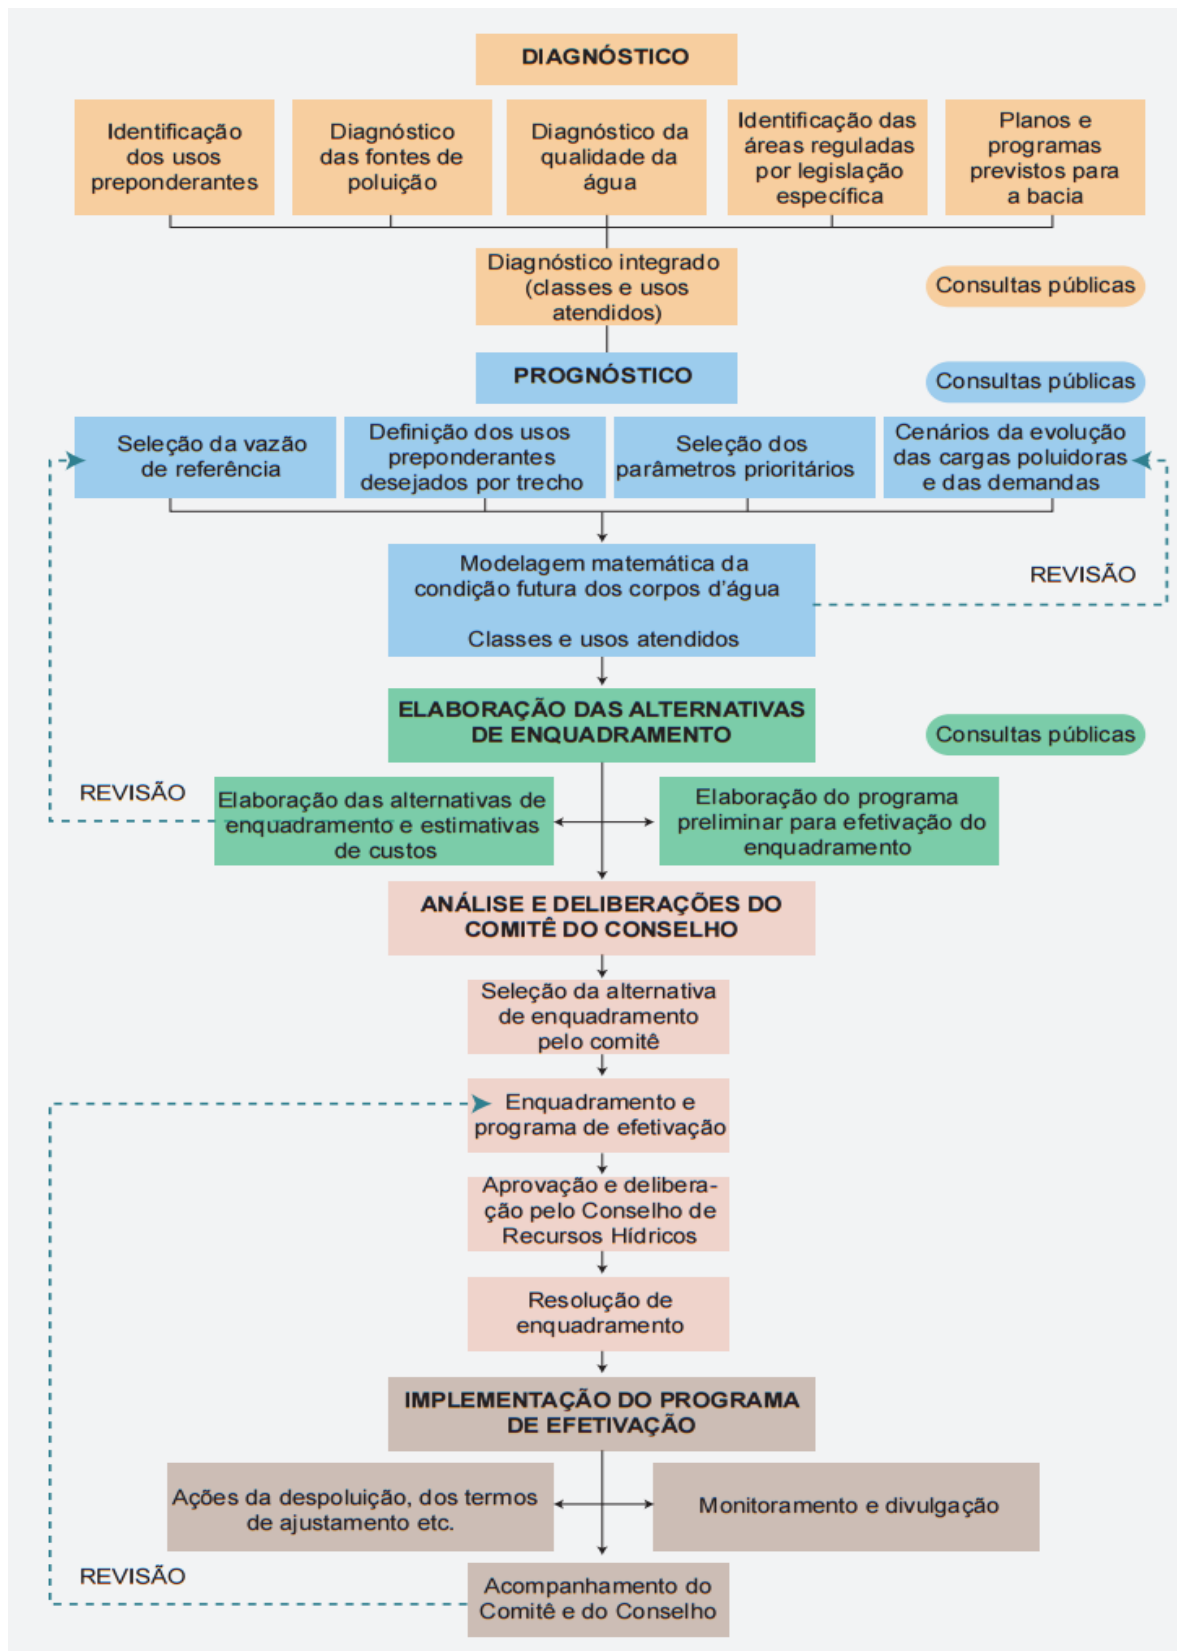 DIAGNÓSTICO
Identificação
dos usos
preponderantes
Diagnóstico
das fontes de
poluição
Diagnóstico da
qualidade da
água
Identificação das
áreas reguladas
por legislação
específica
Planos e
programas
previstos para
a bacia
Diagnóstico integrado
(classes e usos
atendidos)
Consultas públicas
PROGNÓSTICO
Consultas públicas
Seleção da vazão
de referência
Definição dos usos
preponderantes
desejados por trecho
Seleção dos
parâmetros prioritários
Cenários da evolução
das cargas poluidoras
e das demandas
Modelagem matemática da
condição futura dos corpos d'água
Classes e usos atendidos
REVISÃO
ELABORAÇÃO DAS ALTERNATIVAS
DE ENQUADRAMENTO
Consultas públicas
REVISÃO
Elaboração das alternativas de
enquadramento e estimativas
de custos
Elaboração do programa
preliminar para efetivação do
enquadramento
ANÁLISE E DELIBERAÇÕES DO
COMITÊ DO CONSELHO
Seleção da alternativa
de enquadramento
pelo comitê
Enquadramento e
programa de efetivação
Aprovação e delibera-
ção pelo Conselho de
Recursos Hídricos
Resolução de
enquadramento
IMPLEMENTAÇÃO DO PROGRAMA
DE EFETIVAÇÃO
Ações da despoluição, dos termos
de ajustamento etc.
Monitoramento e divulgação
REVISÃO
Acompanhamento do
Comitê e do Conselho